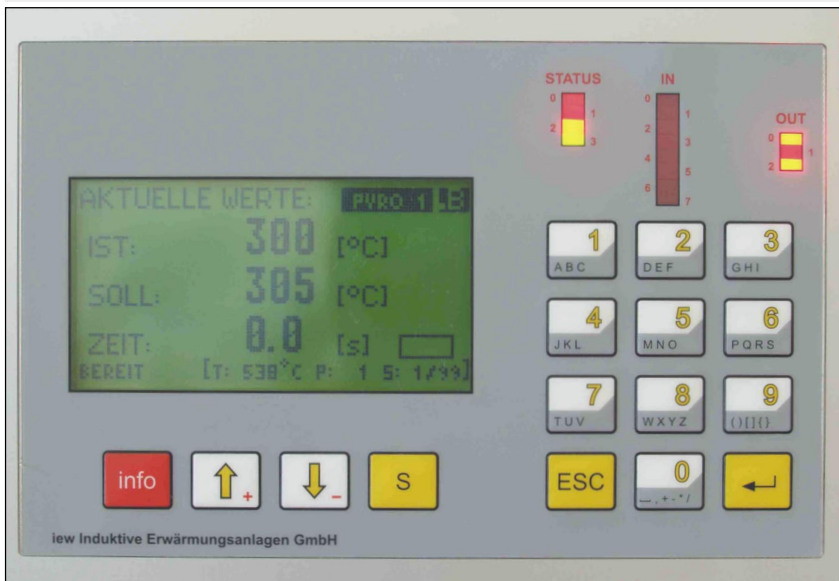 STATUS
0
1
2
3
IN
0
1
2
3
4
5
6
7
OUT
0
1
2
AKTUELLE WERTE: PYRO 1
IST: 300 [°C]
SOLL: 305 [°C]
ZEIT: 0.0 [s]
BEREIT [T: 538°C P: 1 S: 1/99]
1
ABC
2
DEF
3
GHI
4
JKL
5
MNO
6
PQRS
7
TUV
8
WXYZ
9
()[]{}
info
+
-
S
ESC
0
_.,+-*/
iew Induktive Erwärmungsanlagen GmbH